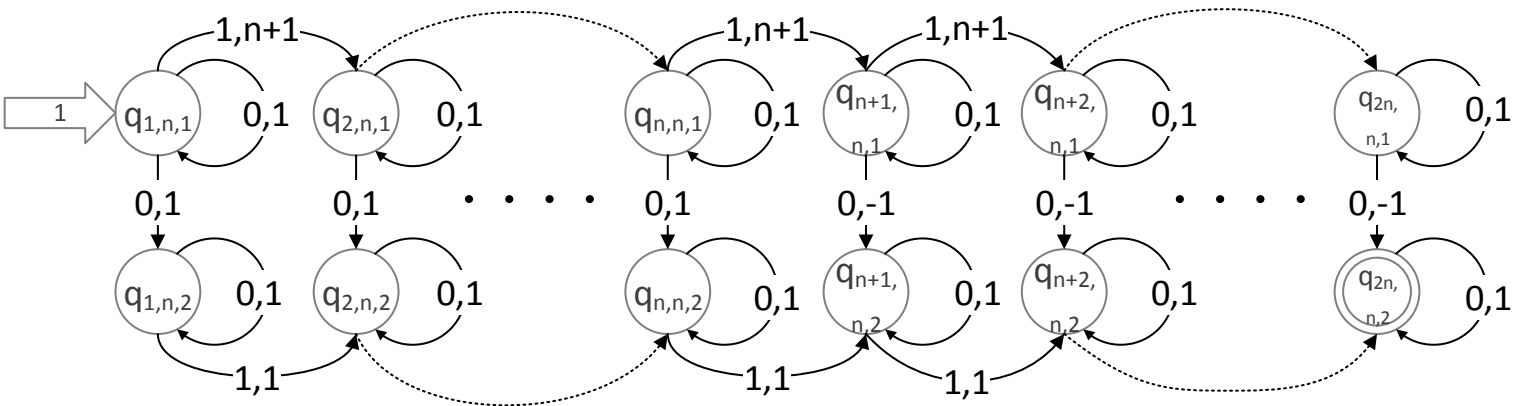 1,n+1 1,n+1 1,n+1
1 q1,n,1 0,1 q2,n,1 0,1 qn,n,1 0,1 qn+1, n,1 0,1 qn+2, n,1 0,1 q2n, n,1 0,1
0,1 0,1 · · · · 0,1 0,-1 0,-1 · · · · 0,-1
q1,n,2 0,1 q2,n,2 0,1 qn,n,2 0,1 qn+1, n,2 0,1 qn+2, n,2 0,1 q2n, n,2 0,1
1,1 1,1 1,1